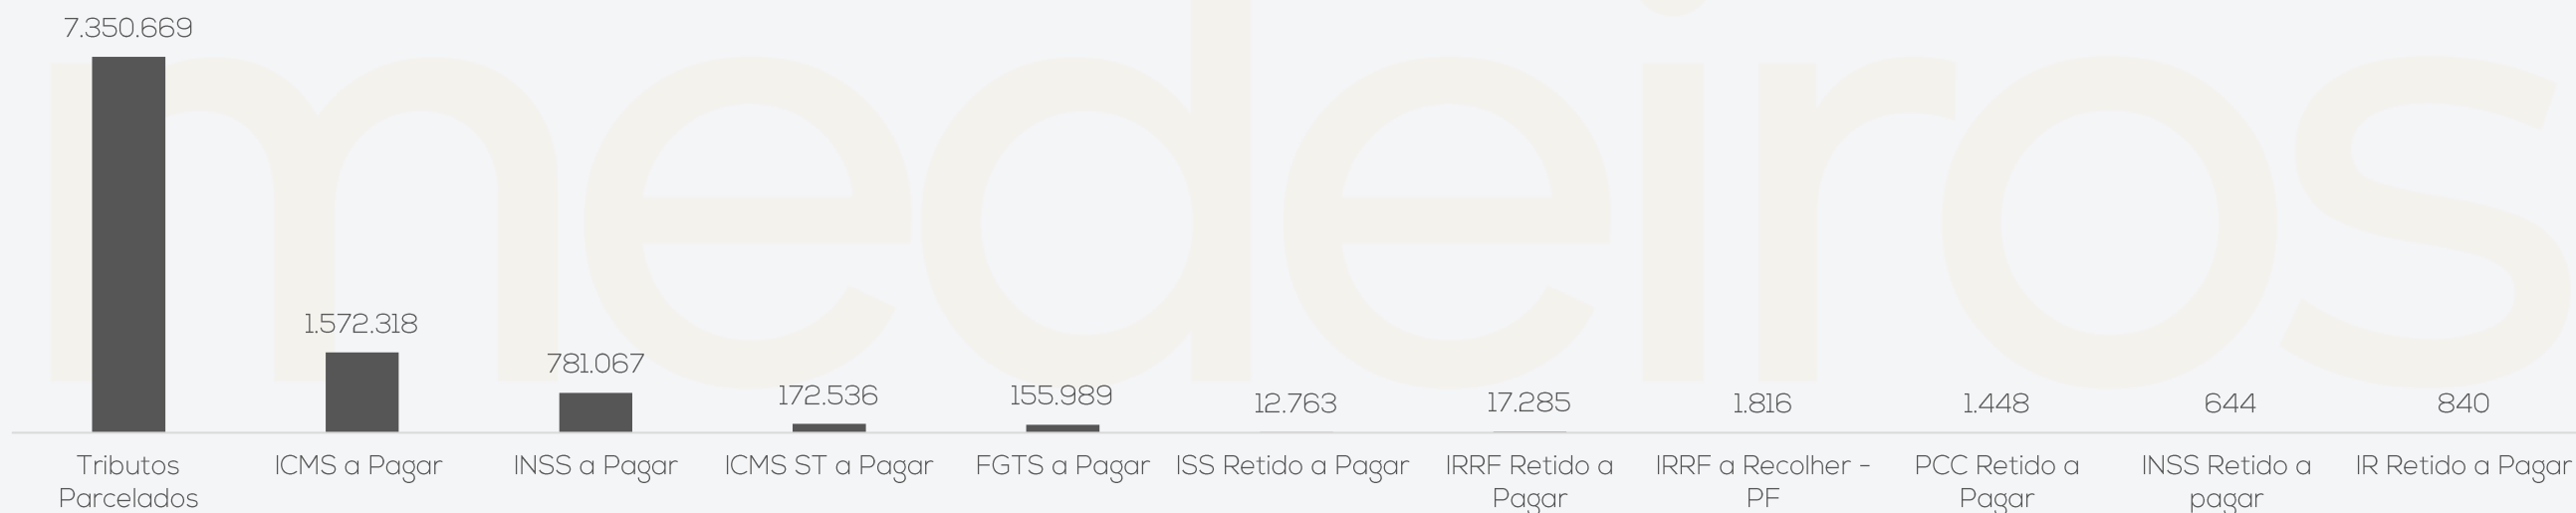 medeiros
7.350.669
1.572.318
781.067
172.536
155.989
12.763
17.285
1.816
1.448
644
840
Tributos
Parcelados
ICMS a Pagar
INSS a Pagar
ICMS ST a Pagar
FGTS a Pagar
ISS Retido a Pagar
IRRF Retido a
Pagar
IRRF a Recolher -
PF
PCC Retido a
Pagar
INSS Retido a
pagar
IR Retido a Pagar